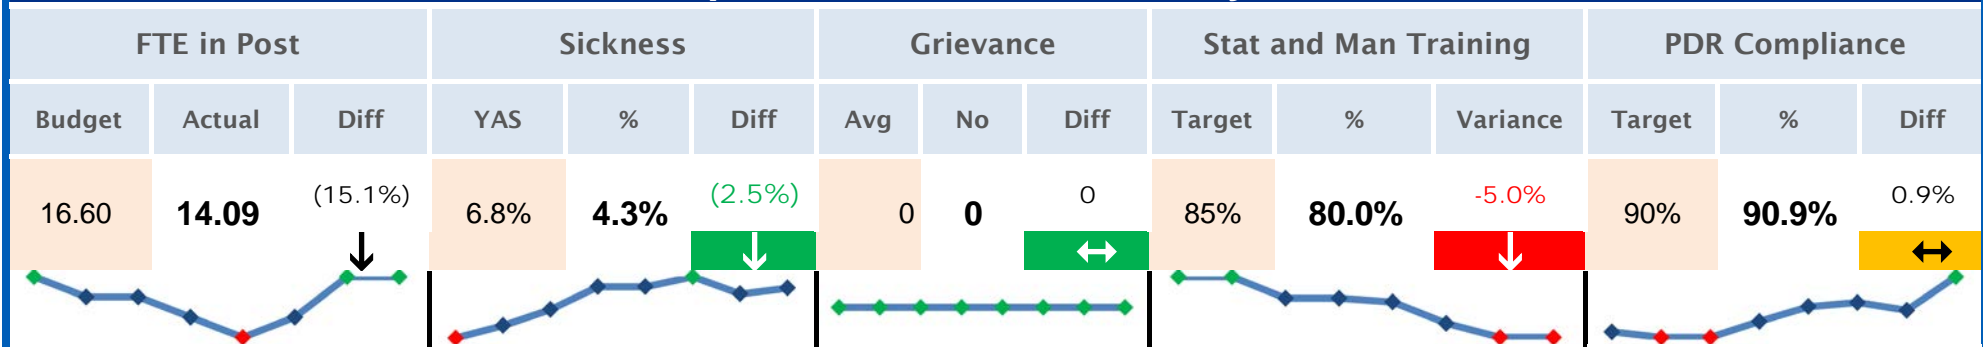 FTE in Post Sickness Grievance Stat and Man Training PDR Compliance
Budget Actual Diff YAS % Diff Avg No Diff Target % Variance Target % Diff
16.60 14.09 (15.1%) 6.8% 4.3% (2.5%) 0 0 0 85% 80.0% -5.0% 90% 90.9% 0.9%